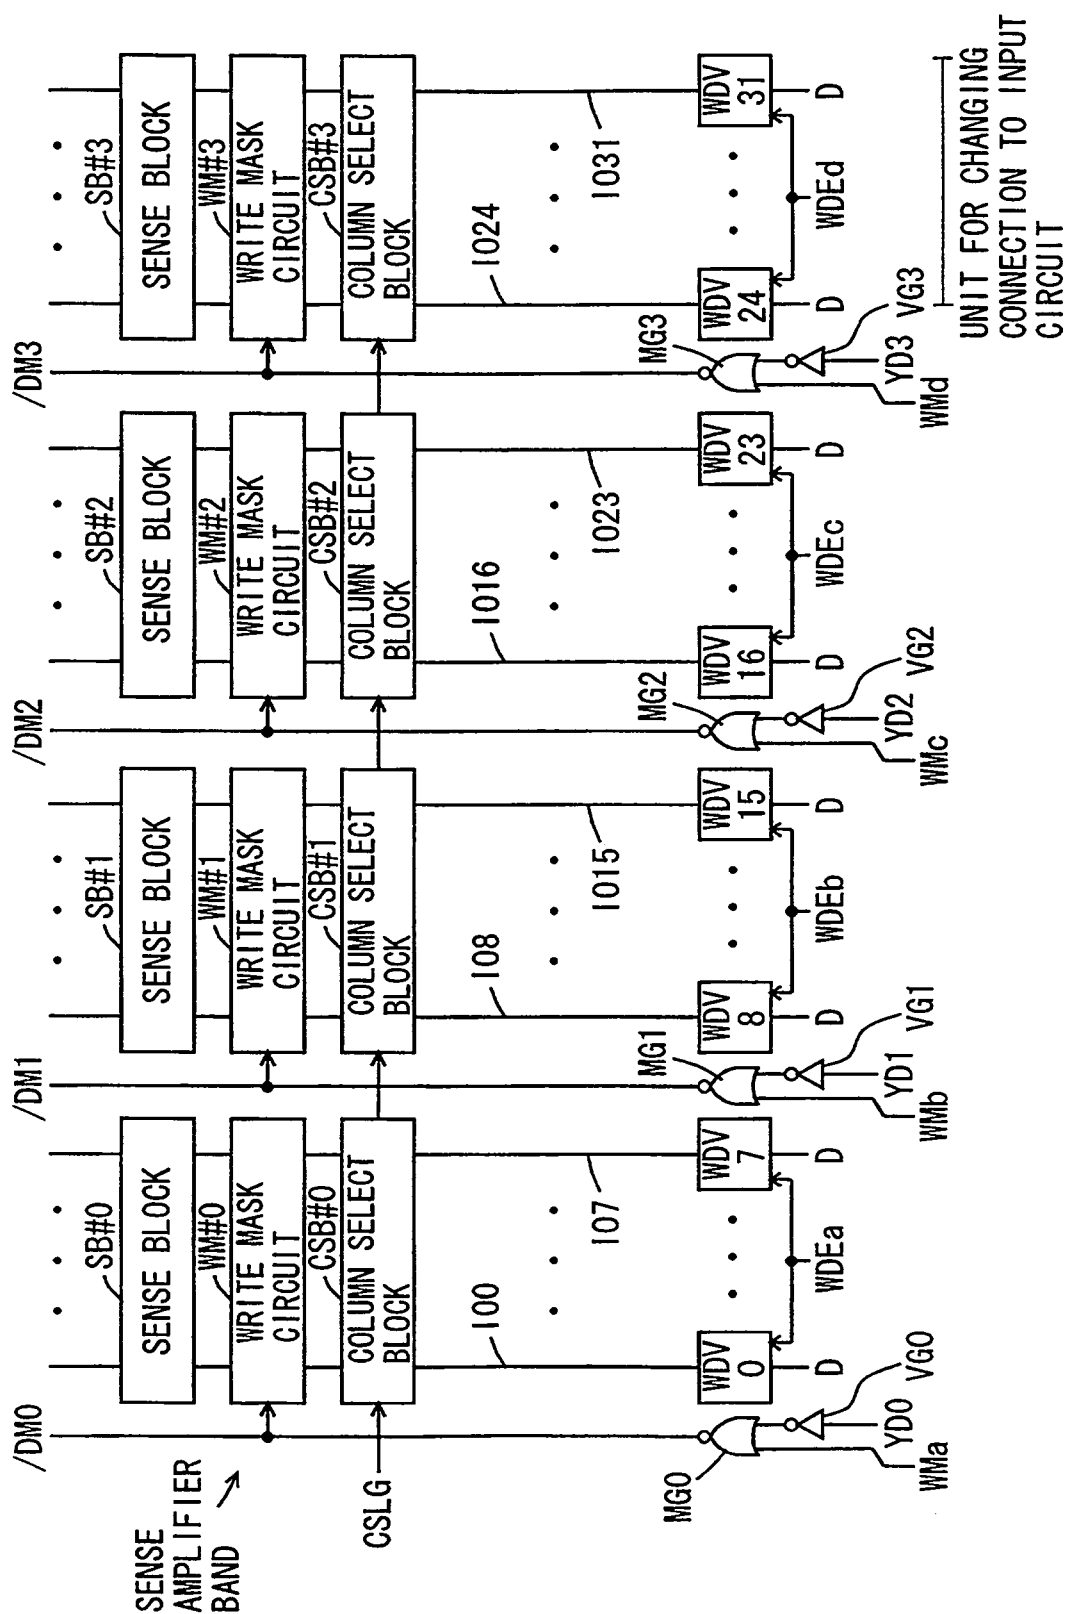 /DM0
/DM1
/DM2
/DM3
SB#0
SB#1
SB#2
SB#3
SENSE BLOCK
SENSE BLOCK
SENSE BLOCK
SENSE BLOCK
SENSE
AMPLIFIER
BAND
WM#0
WM#1
WM#2
WM#3
WRITE MASK
CIRCUIT
WRITE MASK
CIRCUIT
WRITE MASK
CIRCUIT
WRITE MASK
CIRCUIT
CSB#0
CSB#1
CSB#2
CSB#3
CSLG
COLUMN SELECT
BLOCK
COLUMN SELECT
BLOCK
COLUMN SELECT
BLOCK
COLUMN SELECT
BLOCK
IO0
IO8
IO16
IO24
IO7
IO15
IO23
IO31
MG0
MG1
MG2
MG3
WDV
0
WDV
7
WDV
8
WDV
15
WDV
16
WDV
23
WDV
24
WDV
31
WMa
YD0
VG0
D
WDEa
D
WMb
YD1
VG1
D
WDEb
D
WMc
YD2
VG2
D
WDEc
D
WMd
YD3
VG3
D
WDEd
D
UNIT FOR CHANGING
CONNECTION TO INPUT
CIRCUIT